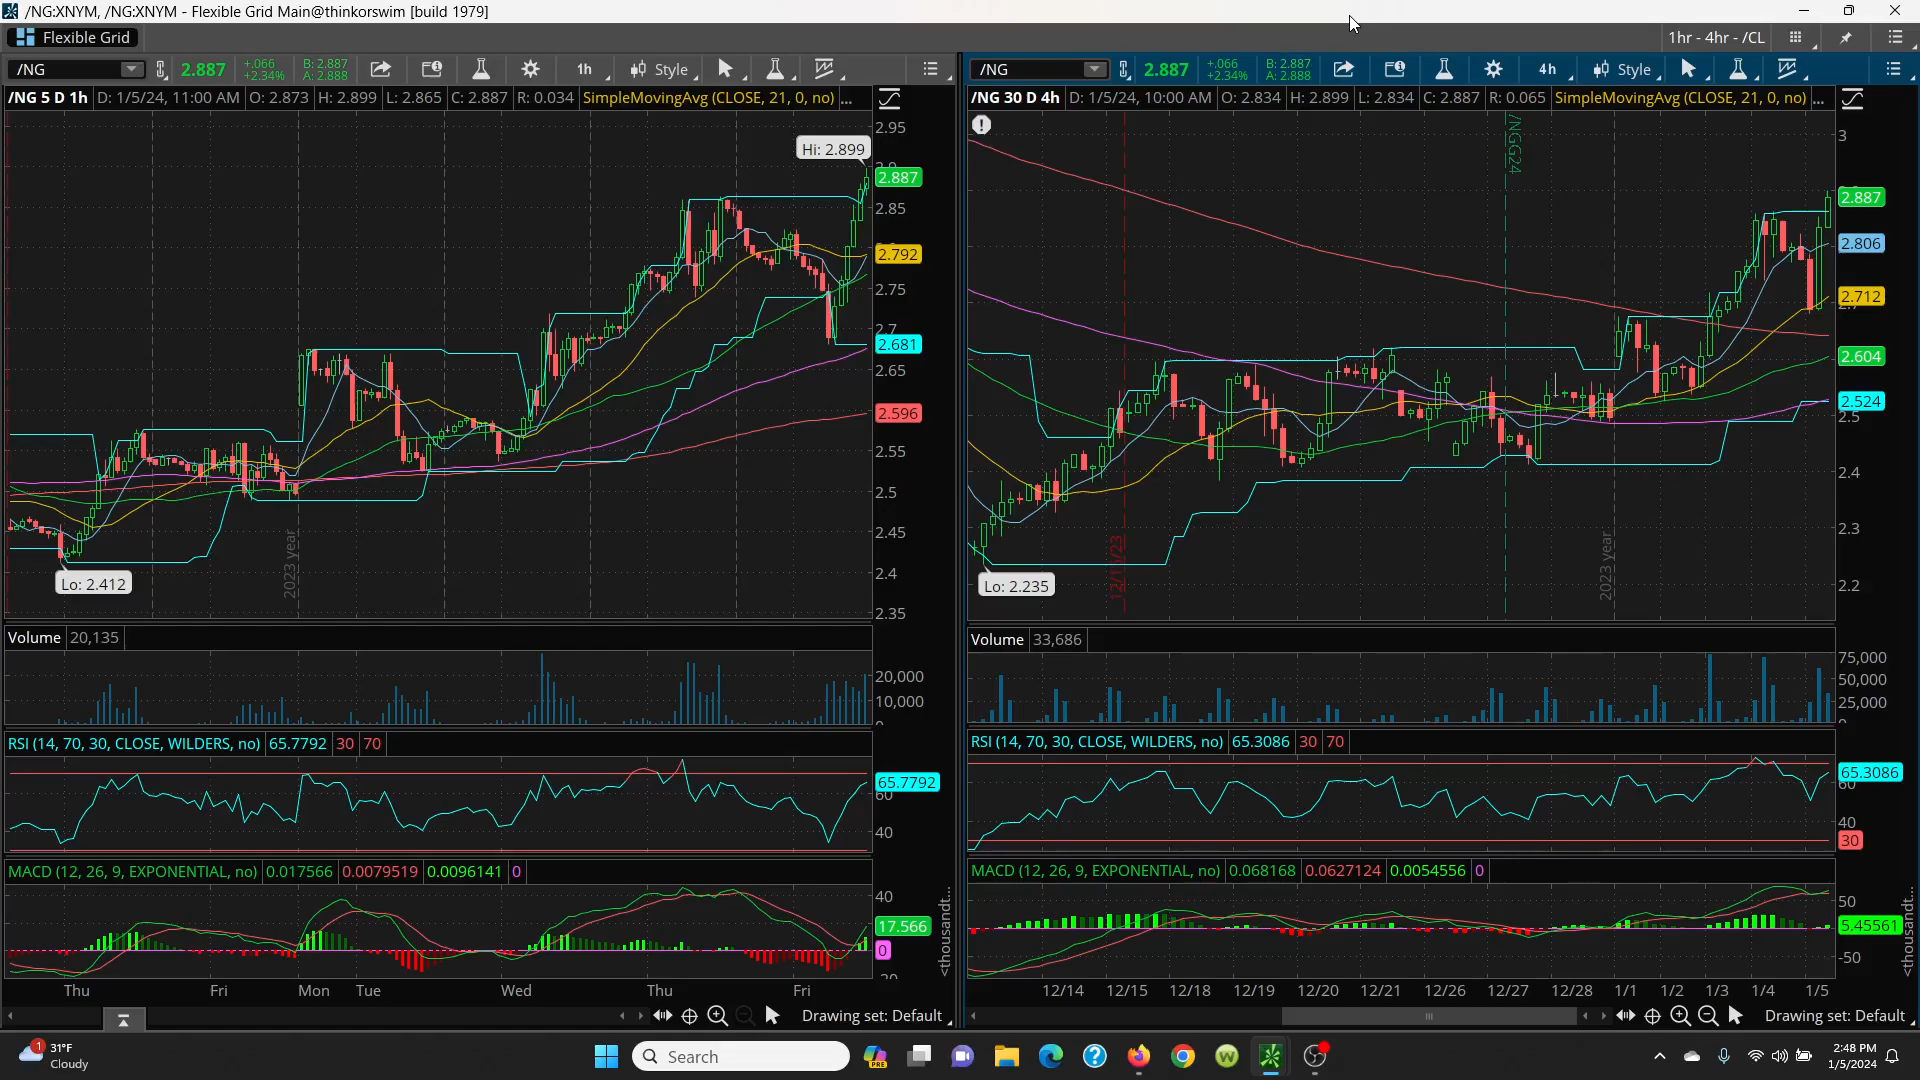 /NG:XNYM, /NG:XNYM - Flexible Grid Main@thinkorswim [build 1979]
Flexible Grid
1hr - 4hr - /CL
/NG 2.887 +.066 +2.34% B: 2.887 A: 2.888 1h Style
/NG 5 D 1h D: 1/5/24, 11:00 AM O: 2.873 H: 2.899 L: 2.865 C: 2.887 R: 0.034 SimpleMovingAvg (CLOSE, 21, 0, no) ...
Hi: 2.899
2.95
2.887
2.85
2.792
2.75
2.7
2.681
2.65
2.596
2.55
2.5
2.45
2.4
2.35
2023 year
Lo: 2.412
Volume 20,135
20,000
10,000
RSI (14, 70, 30, CLOSE, WILDERS, no) 65.7792 30 70
65.7792
60
40
MACD (12, 26, 9, EXPONENTIAL, no) 0.017566 0.0079519 0.0096141 0
40
17.566
0
<thousandt...
Thu Fri Mon Tue Wed Thu Fri
Drawing set: Default
/NG 2.887 +.066 +2.34% B: 2.887 A: 2.888 4h Style
/NG 30 D 4h D: 1/5/24, 10:00 AM O: 2.834 H: 2.899 L: 2.834 C: 2.887 R: 0.065 SimpleMovingAvg (CLOSE, 21, 0, no) ...
/NGG24
3
2.887
2.806
2.712
2.604
2.524
2.5
2.4
2.3
2.2
2023 year
Lo: 2.235
Volume 33,686
75,000
50,000
25,000
RSI (14, 70, 30, CLOSE, WILDERS, no) 65.3086 30 70
65.3086
60
40
30
MACD (12, 26, 9, EXPONENTIAL, no) 0.068168 0.0627124 0.0054556 0
50
5.45561
-50
<thousandt...
12/14 12/15 12/18 12/19 12/20 12/21 12/26 12/27 12/28 1/1 1/2 1/3 1/4 1/5
Drawing set: Default
1
31°F
Cloudy
Search
PRE
2:48 PM
1/5/2024